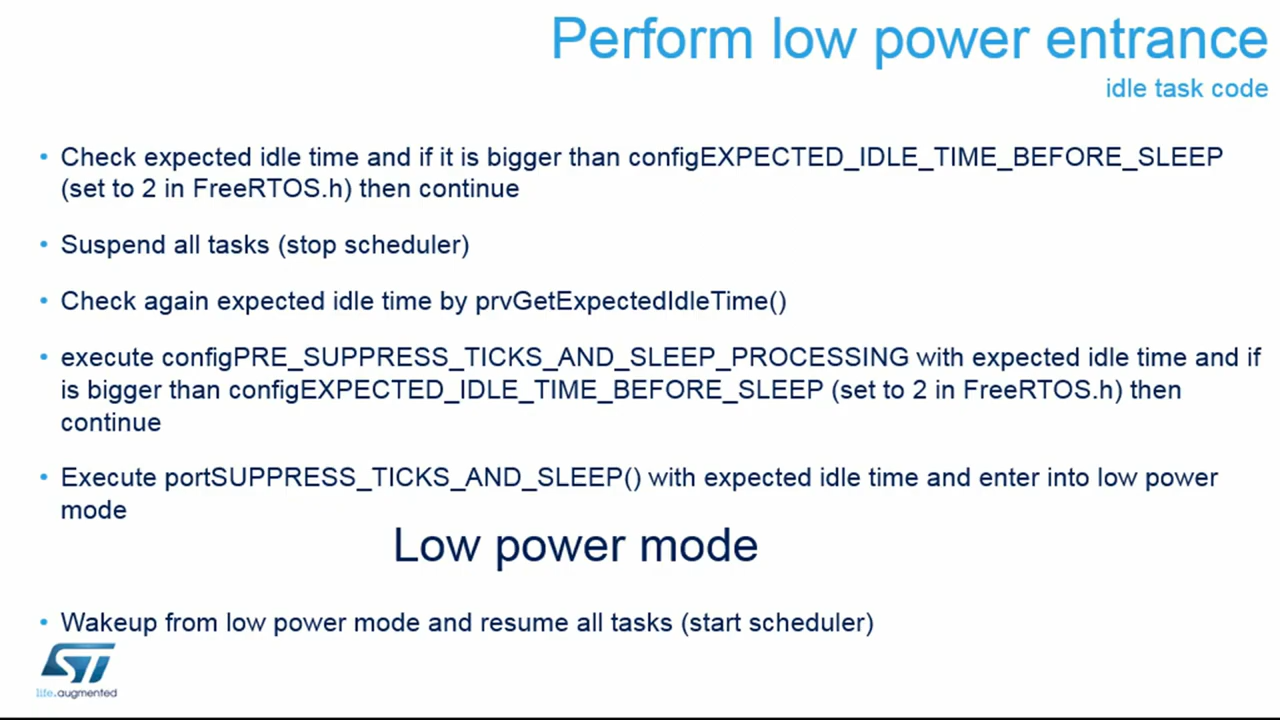 Perform low power entrance
idle task code
• Check expected idle time and if it is bigger than configEXPECTED_IDLE_TIME_BEFORE_SLEEP
(set to 2 in FreeRTOS.h) then continue
• Suspend all tasks (stop scheduler)
• Check again expected idle time by prvGetExpectedIdleTime()
• execute configPRE_SUPPRESS_TICKS_AND_SLEEP_PROCESSING with expected idle time and if
is bigger than configEXPECTED_IDLE_TIME_BEFORE_SLEEP (set to 2 in FreeRTOS.h) then
continue
• Execute portSUPPRESS_TICKS_AND_SLEEP() with expected idle time and enter into low power
mode
Low power mode
• Wakeup from low power mode and resume all tasks (start scheduler)
ST
life.augmented